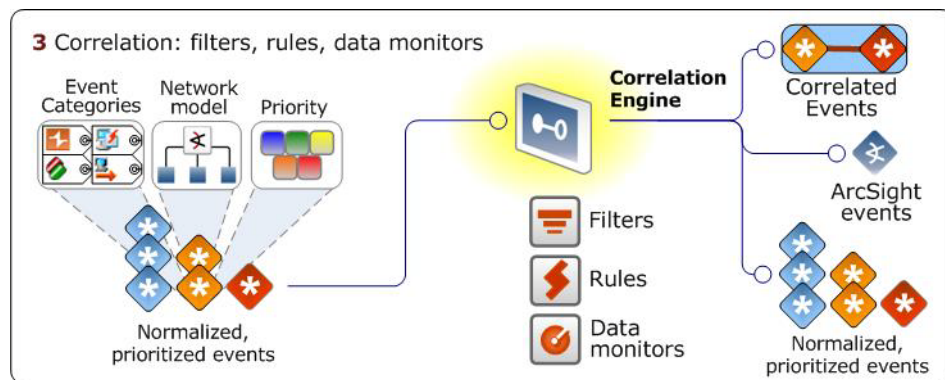 3 Correlation: filters, rules, data monitors
Event
Categories
Network
model
Priority
Normalized,
prioritized events
Correlation
Engine
Filters
Rules
Data
monitors
Correlated
Events
ArcSight
events
Normalized,
prioritized events